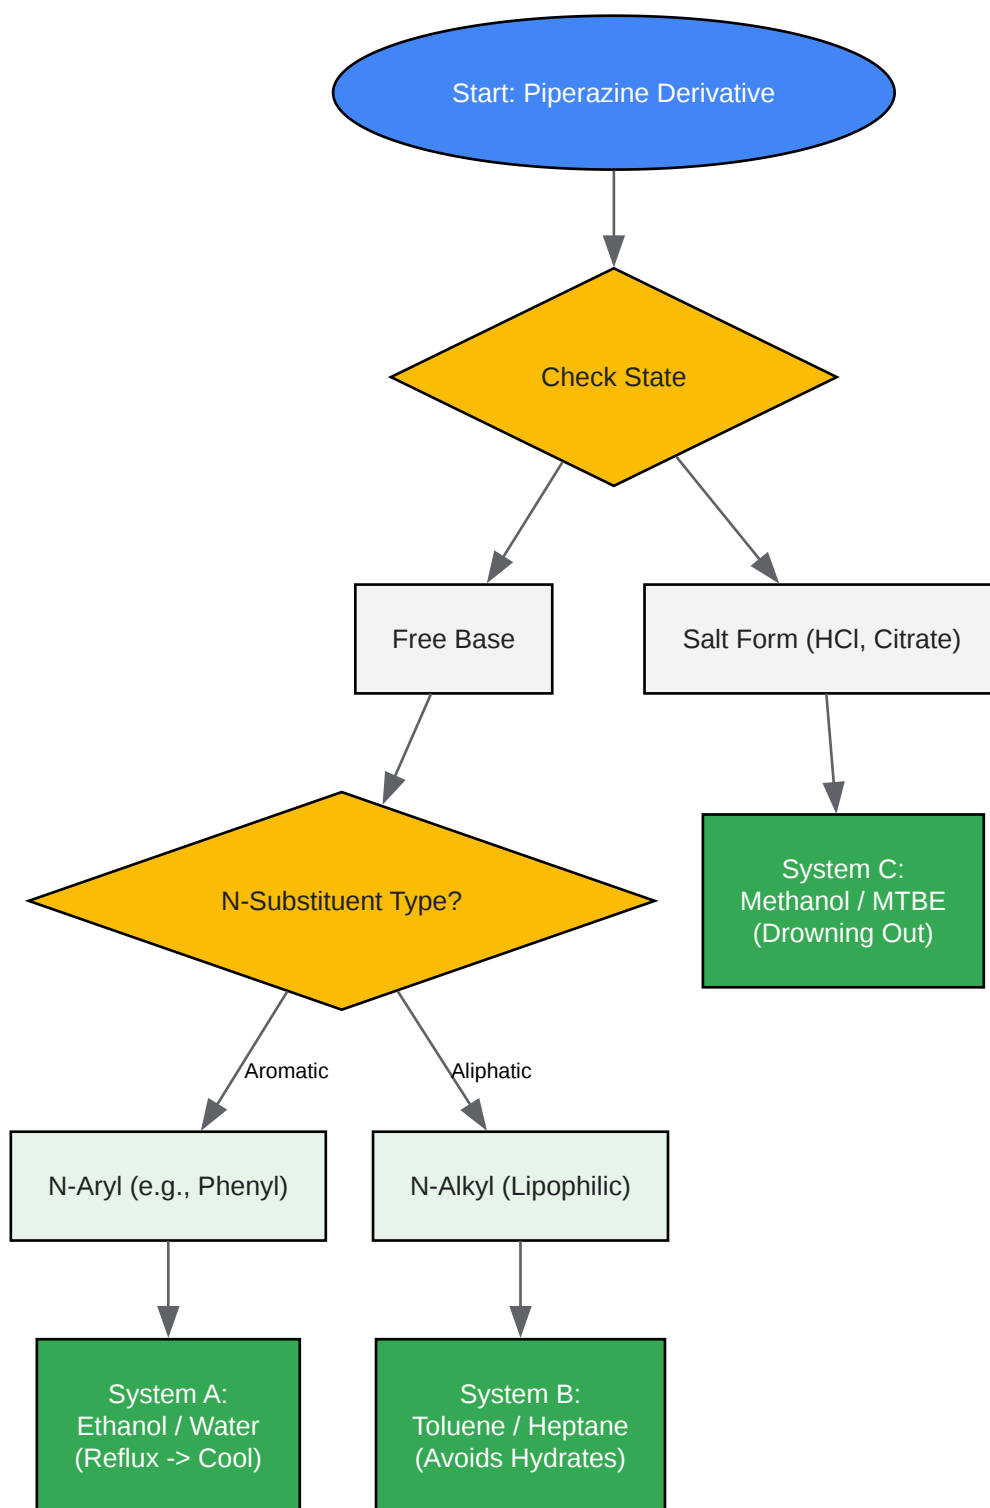 Start: Piperazine Derivative
Check State
Free Base
Salt Form (HCl, Citrate)
N-Substituent Type?
System C:
Methanol / MTBE
(Drowning Out)
Aromatic
Aliphatic
N-Aryl (e.g., Phenyl)
N-Alkyl (Lipophilic)
System A:
Ethanol / Water
(Reflux -> Cool)
System B:
Toluene / Heptane
(Avoids Hydrates)